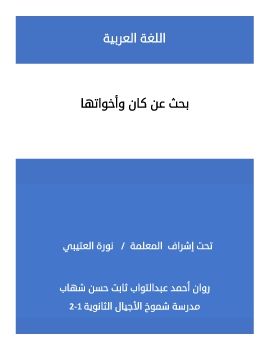 اللغة العربية
بحث عن كان وأخواتها
تحت إشراف المعلمة / نورة العتيبي
روان أحمد عبدالتواب ثابت حسن شهاب
مدرسة شموخ الأجيال الثانوية 1-2